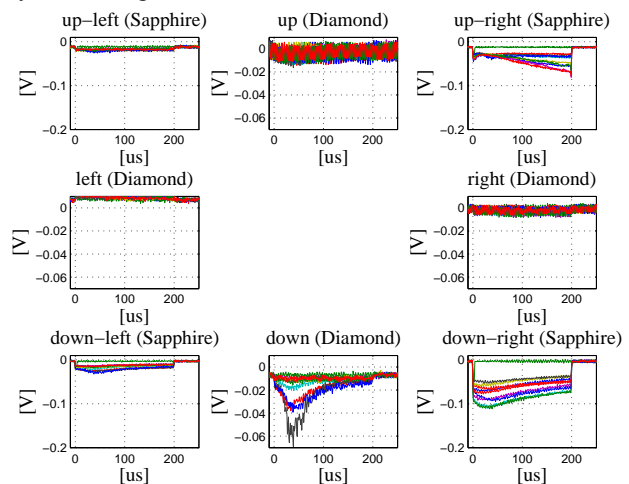 up−left (Sapphire) up (Diamond) up−right (Sapphire)
0 0 0
−0.02
−0.1 −0.04 −0.1
−0.06
−0.2 −0.2
[V] [V] [V]
0 100 200 0 100 200 0 100 200
[us] [us] [us]
left (Diamond) right (Diamond)
0 0
−0.02 −0.02
−0.04 −0.04
−0.06 −0.06
[V] [V]
0 100 200 0 100 200
[us] [us]
down−left (Sapphire) down (Diamond) down−right (Sapphire)
0 0 0
−0.02
−0.1 −0.04 −0.1
−0.06
−0.2 −0.2
[V] [V] [V]
0 100 200 0 100 200 0 100 200
[us] [us] [us]